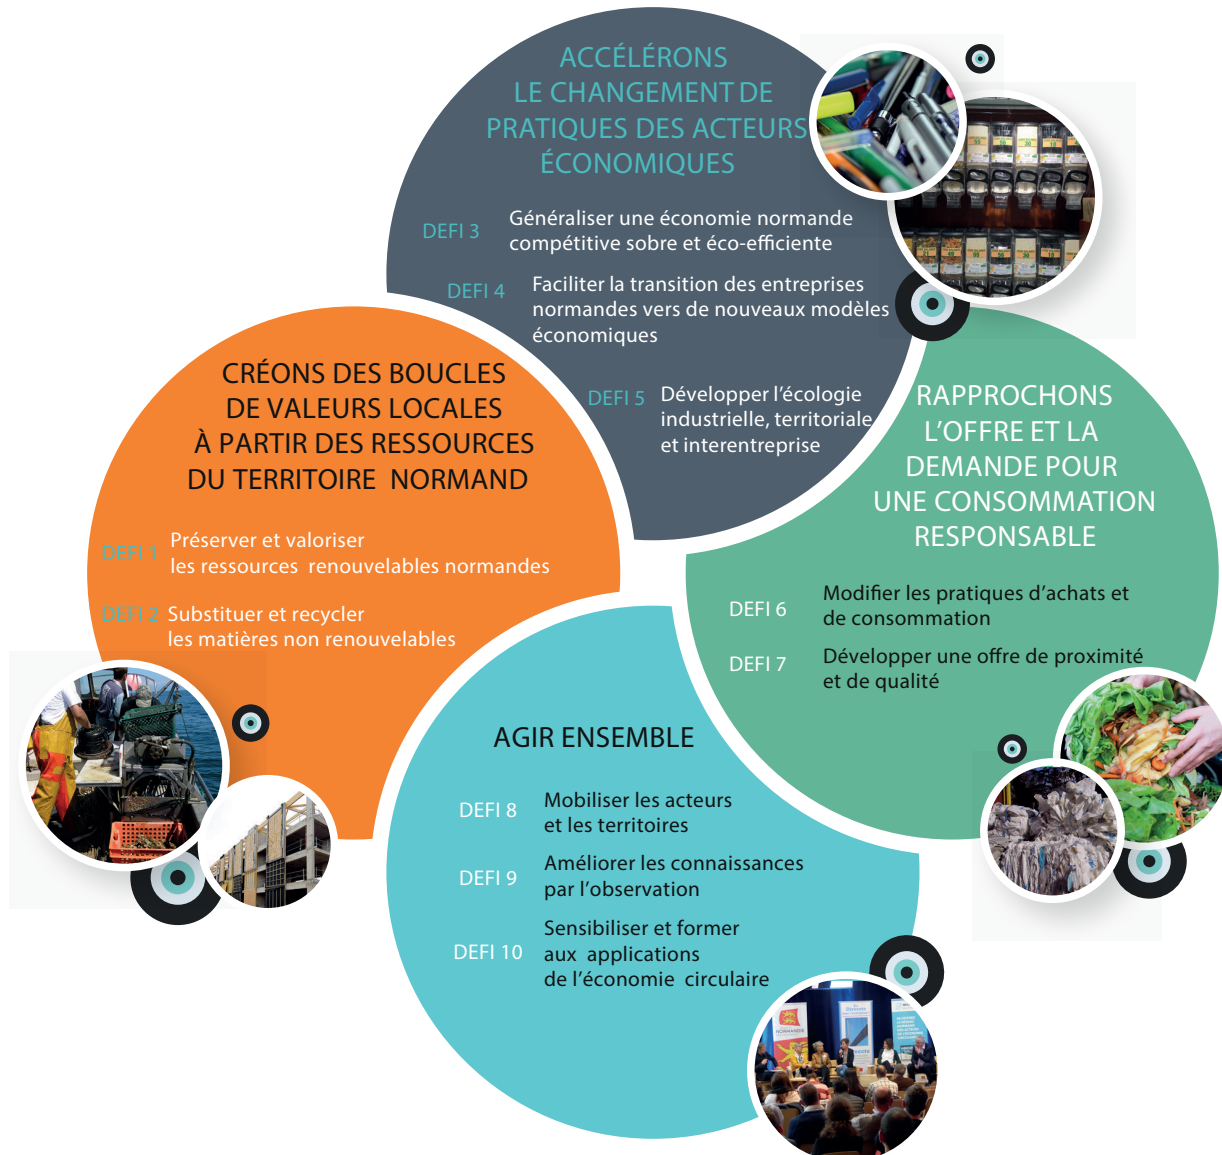 ACCÉLÉRONS
LE CHANGEMENT DE
PRATIQUES DES ACTEURS
ÉCONOMIQUES
DEFI 3
Généraliser une économie normande
compétitive sobre et éco-efficiente
DEFI 4
Faciliter la transition des entreprises
normandes vers de nouveaux modèles
économiques
DEFI 5
Développer l'écologie
industrielle, territoriale
et interentreprise
CRÉONS DES BOUCLES
DE VALEURS LOCALES
À PARTIR DES RESSOURCES
DU TERRITOIRE NORMAND
DEFI 1
Préserver et valoriser
les ressources renouvelables normandes
DEFI 2
Substituer et recycler
les matières non renouvelables
RAPPROCHONS
L'OFFRE ET LA
DEMANDE POUR
UNE CONSOMMATION
RESPONSABLE
DEFI 6
Modifier les pratiques d'achats et
de consommation
DEFI 7
Développer une offre de proximité
et de qualité
AGIR ENSEMBLE
DEFI 8
Mobiliser les acteurs
et les territoires
DEFI 9
Améliorer les connaissances
par l'observation
DEFI 10
Sensibiliser et former
aux applications
de l'économie circulaire
NORMANDIE